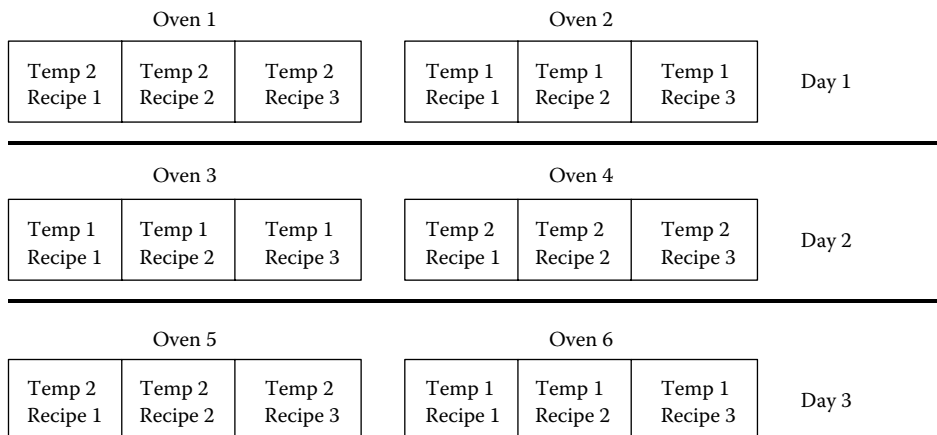 Oven 1 Oven 2
Temp 2 Temp 2 Temp 2 Temp 1 Temp 1 Temp 1
Recipe 1 Recipe 2 Recipe 3 Recipe 1 Recipe 2 Recipe 3
Day 1
Oven 3 Oven 4
Temp 1 Temp 1 Temp 1 Temp 2 Temp 2 Temp 2
Recipe 1 Recipe 2 Recipe 3 Recipe 1 Recipe 2 Recipe 3
Day 2
Oven 5 Oven 6
Temp 2 Temp 2 Temp 2 Temp 1 Temp 1 Temp 1
Recipe 1 Recipe 2 Recipe 3 Recipe 1 Recipe 2 Recipe 3
Day 3